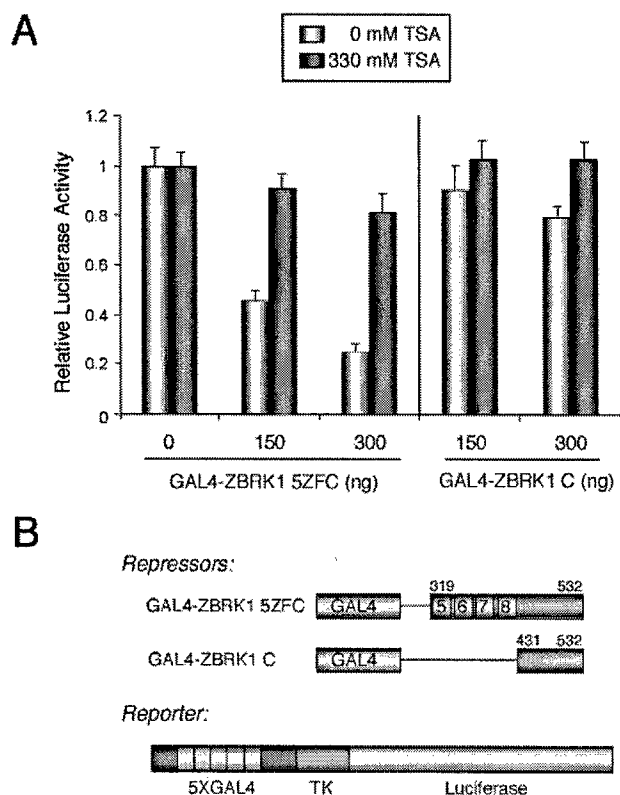 A
0 mM TSA
330 mM TSA
Relative Luciferase Activity
1.2
1
0.8
0.6
0.4
0.2
0
0 150 300 150 300
GAL4-ZBRK1 5ZFC (ng) GAL4-ZBRK1 C (ng)
B
Repressors:
319 532
GAL4-ZBRK1 5ZFC GAL4 5 6 7 8
431 532
GAL4-ZBRK1 C GAL4
Reporter:
5XGAL4 TK Luciferase